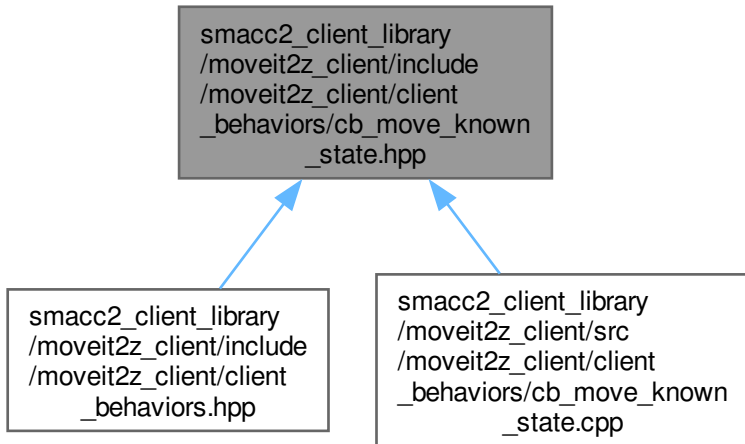 smacc2_client_library
/moveit2z_client/include
/moveit2z_client/client
_behaviors/cb_move_known
_state.hpp
smacc2_client_library
/moveit2z_client/include
/moveit2z_client/client
_behaviors.hpp
smacc2_client_library
/moveit2z_client/src
/moveit2z_client/client
_behaviors/cb_move_known
_state.cpp